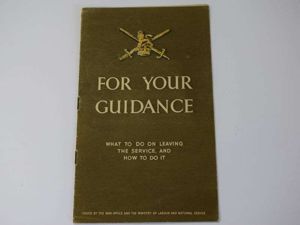 FOR YOUR
GUIDANCE
WHAT TO DO ON LEAVING
THE SERVICE, AND
HOW TO DO IT
ISSUED BY THE WAR OFFICE AND THE MINISTRY OF LABOUR AND NATIONAL SERVICE